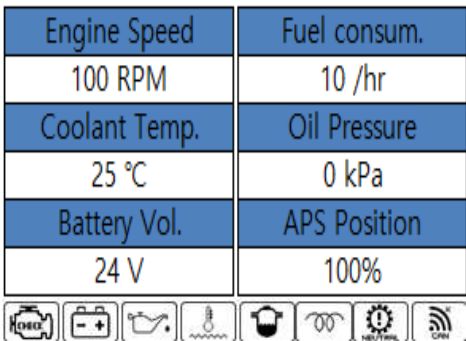 Engine Speed Fuel consum.
100 RPM 10 /hr
Coolant Temp. Oil Pressure
25 ℃ 0 kPa
Battery Vol. APS Position
24 V 100%
CHECK NEUTRAL CAN